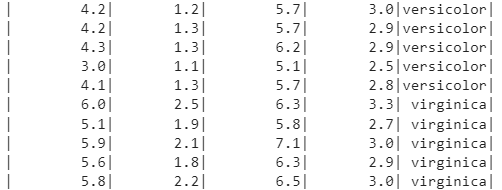 |        4.2|        1.2|        5.7|        3.0|versicolor|
|        4.2|        1.3|        5.7|        2.9|versicolor|
|        4.3|        1.3|        6.2|        2.9|versicolor|
|        3.0|        1.1|        5.1|        2.5|versicolor|
|        4.1|        1.3|        5.7|        2.8|versicolor|
|        6.0|        2.5|        6.3|        3.3| virginica|
|        5.1|        1.9|        5.8|        2.7| virginica|
|        5.9|        2.1|        7.1|        3.0| virginica|
|        5.6|        1.8|        6.3|        2.9| virginica|
|        5.8|        2.2|        6.5|        3.0| virginica|